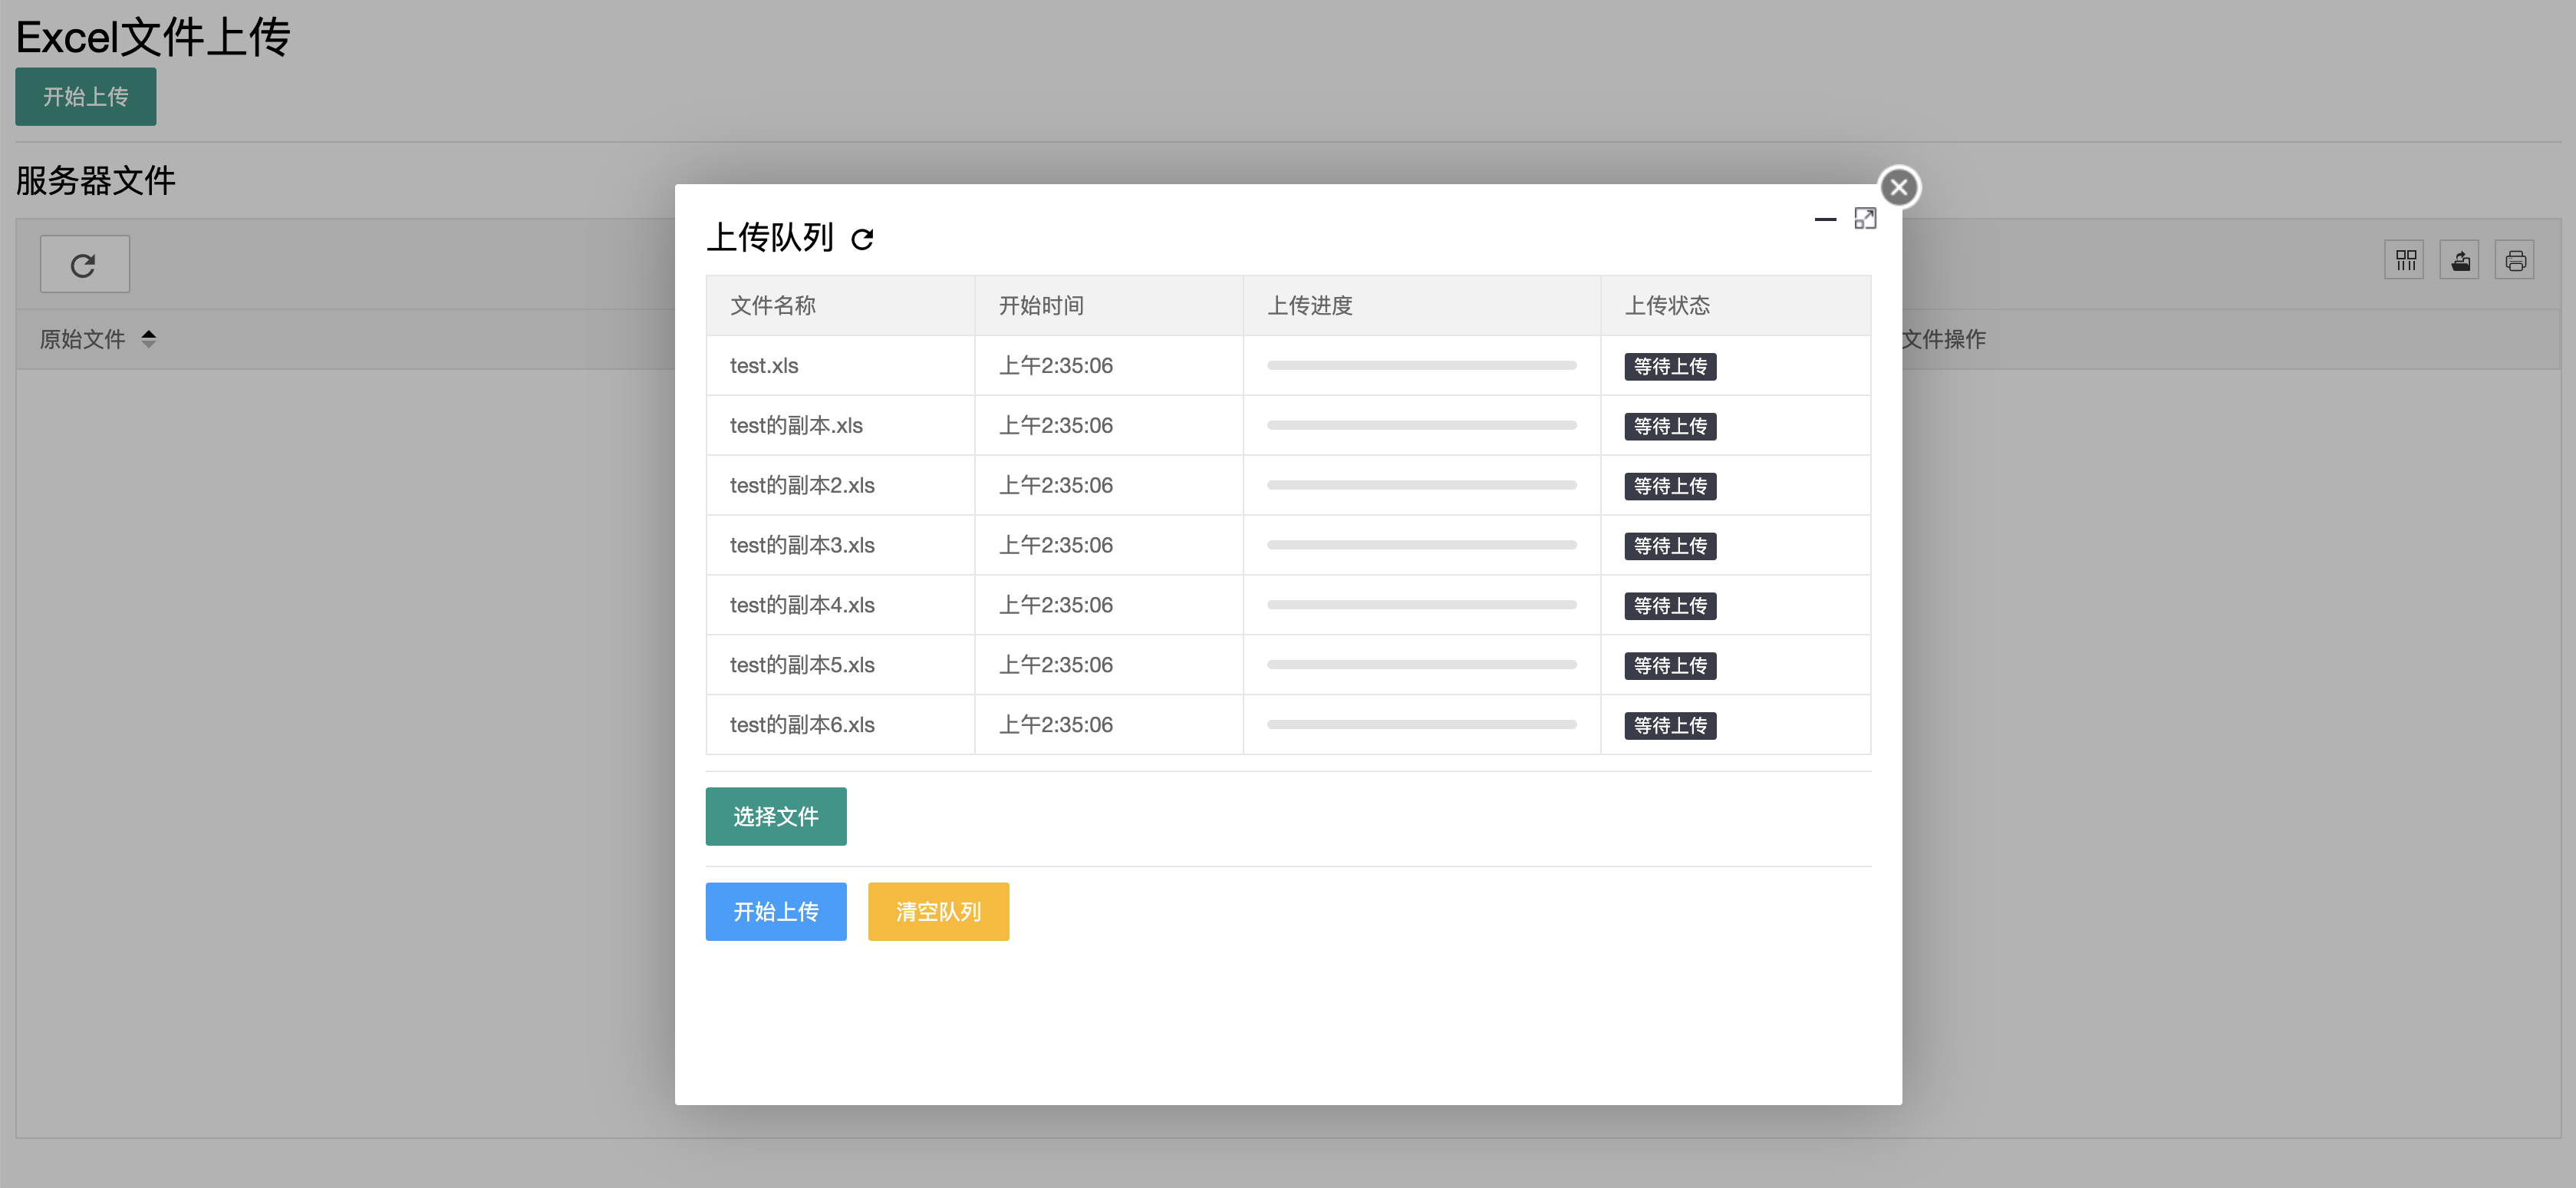 Excel文件上传
开始上传
服务器文件
原始文件
文件操作
上传队列
文件名称 开始时间 上传进度 上传状态
test.xls 上午2:35:06 等待上传
test的副本.xls 上午2:35:06 等待上传
test的副本2.xls 上午2:35:06 等待上传
test的副本3.xls 上午2:35:06 等待上传
test的副本4.xls 上午2:35:06 等待上传
test的副本5.xls 上午2:35:06 等待上传
test的副本6.xls 上午2:35:06 等待上传
选择文件
开始上传 清空队列